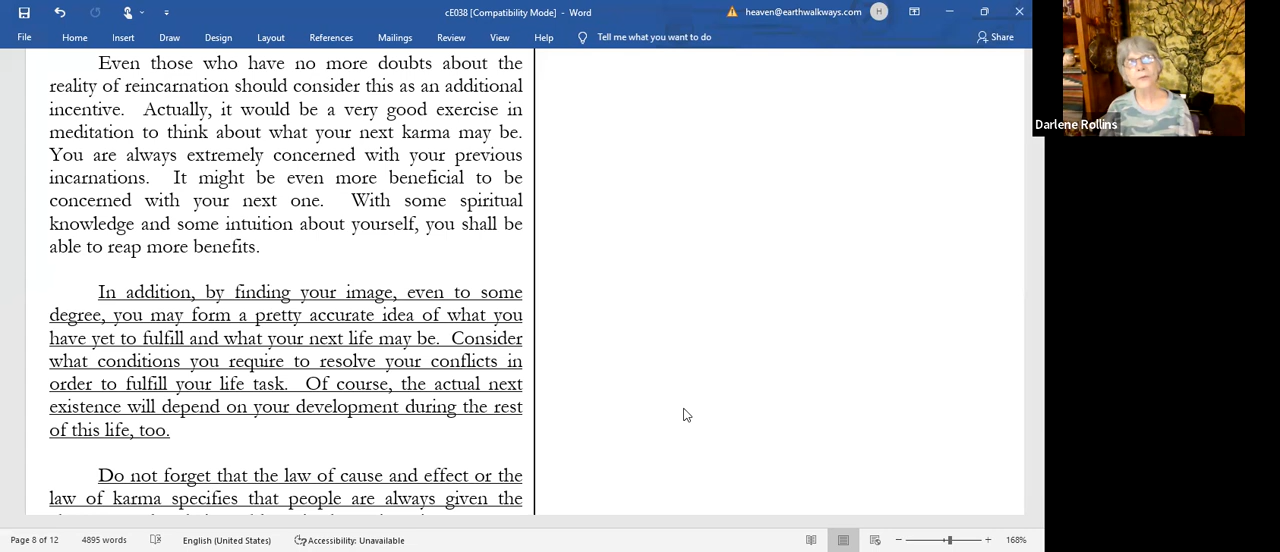 cE038 [Compatibility Mode] - Word
heaven@earthwalkways.com
H
File
Home
Insert
Draw
Design
Layout
References
Mailings
Review
View
Help
Tell me what you want to do
Share
Darlene Rollins
Even those who have no more doubts about the
reality of reincarnation should consider this as an additional
incentive. Actually, it would be a very good exercise in
meditation to think about what your next karma may be.
You are always extremely concerned with your previous
incarnations. It might be even more beneficial to be
concerned with your next one. With some spiritual
knowledge and some intuition about yourself, you shall be
able to reap more benefits.
In addition, by finding your image, even to some
degree, you may form a pretty accurate idea of what you
have yet to fulfill and what your next life may be. Consider
what conditions you require to resolve your conflicts in
order to fulfill your life task. Of course, the actual next
existence will depend on your development during the rest
of this life, too.
Do not forget that the law of cause and effect or the
law of karma specifies that people are always given the
Page 8 of 12
4895 words
English (United States)
Accessibility: Unavailable
168%